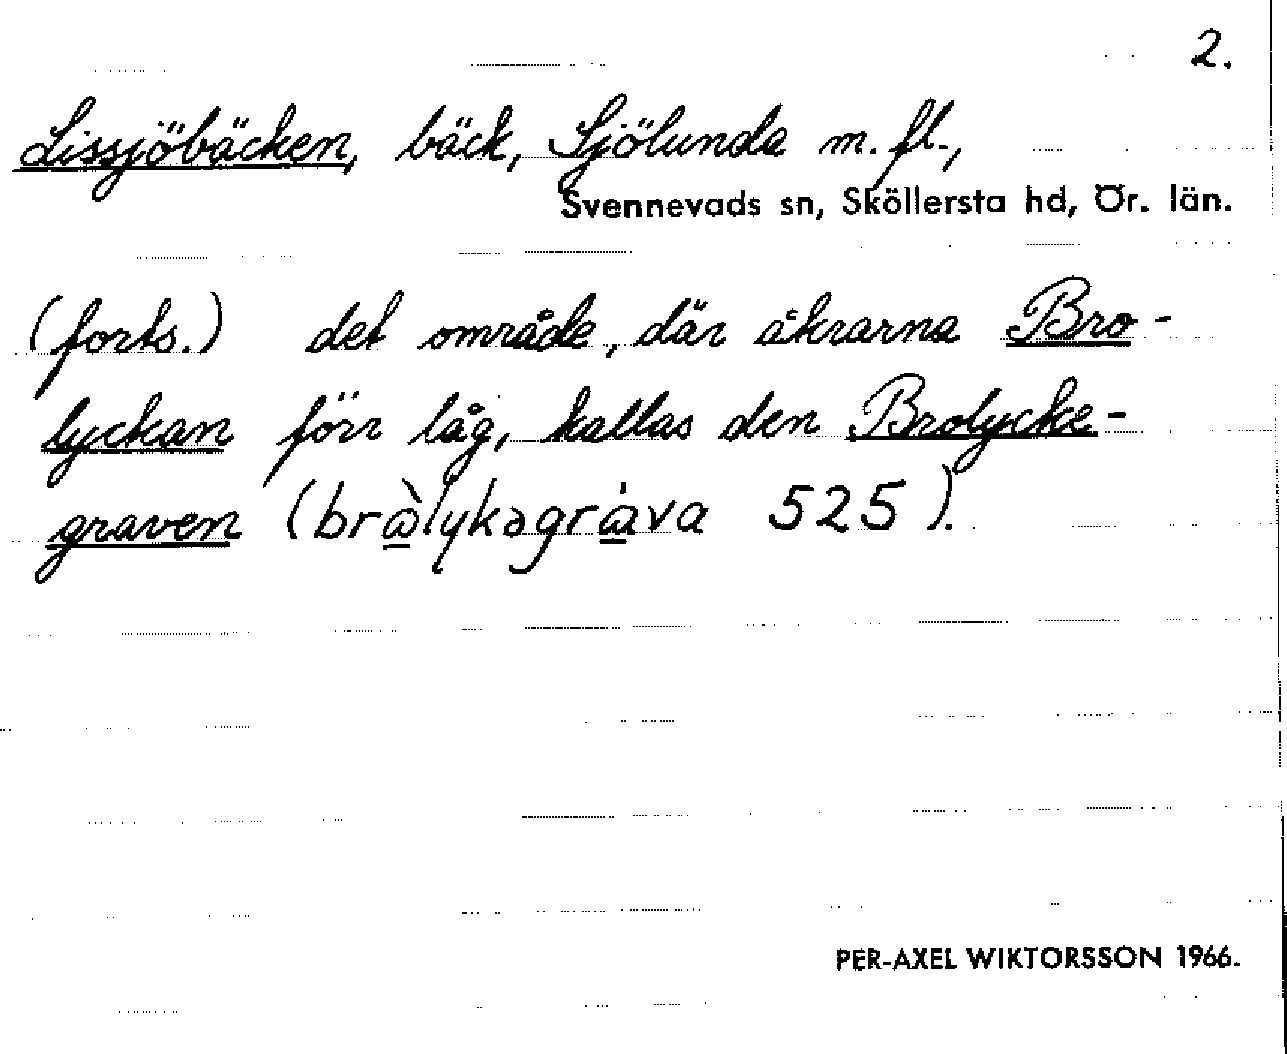 2.
Lissjöbäcken, bäck, Sjölunda m.fl.,
Svennevads sn, Sköllersta hd, Ör. län.
(forts.) det område, där åkrarna Bro-
lyckan förr låg, kallas den Brolycke-
graven (brὼlykəgrάva 525).
PER-AXEL WIKTORSSON 1966.